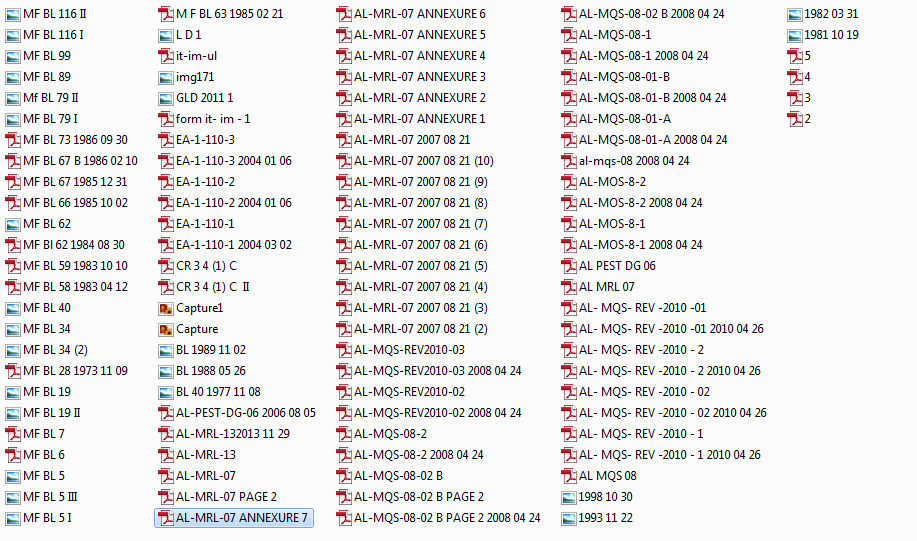 MF BL 116 II
MF BL 116 I
MF BL 99
MF BL 89
Mf BL 79 II
MF BL 79 I
MF BL 73 1986 09 30
MF BL 67 B 1986 02 10
MF BL 67 1985 12 31
MF BL 66 1985 10 02
MF BL 62
MF Bl 62 1984 08 30
MF BL 59 1983 10 10
MF BL 58 1983 04 12
MF BL 40
MF BL 34
MF BL 34 (2)
MF BL 28 1973 11 09
MF BL 19
MF BL 19 II
MF BL 7
MF BL 6
MF BL 5
MF BL 5 III
MF BL 5 I
M F BL 63 1985 02 21
L D 1
it-im-ul
img171
GLD 2011 1
form it- im - 1
EA-1-110-3
EA-1-110-3 2004 01 06
EA-1-110-2
EA-1-110-2 2004 01 06
EA-1-110-1
EA-1-110-1 2004 03 02
CR 3 4 (1) C
CR 3 4 (1) C  II
Capture1
Capture
BL 1989 11 02
BL 1988 05 26
BL 40 1977 11 08
AL-PEST-DG-06 2006 08 05
AL-MRL-132013 11 29
AL-MRL-13
AL-MRL-07
AL-MRL-07 PAGE 2
AL-MRL-07 ANNEXURE 7
AL-MRL-07 ANNEXURE 6
AL-MRL-07 ANNEXURE 5
AL-MRL-07 ANNEXURE 4
AL-MRL-07 ANNEXURE 3
AL-MRL-07 ANNEXURE 2
AL-MRL-07 ANNEXURE 1
AL-MRL-07 2007 08 21
AL-MRL-07 2007 08 21 (10)
AL-MRL-07 2007 08 21 (9)
AL-MRL-07 2007 08 21 (8)
AL-MRL-07 2007 08 21 (7)
AL-MRL-07 2007 08 21 (6)
AL-MRL-07 2007 08 21 (5)
AL-MRL-07 2007 08 21 (4)
AL-MRL-07 2007 08 21 (3)
AL-MRL-07 2007 08 21 (2)
AL-MQS-REV2010-03
AL-MQS-REV2010-03 2008 04 24
AL-MQS-REV2010-02
AL-MQS-REV2010-02 2008 04 24
AL-MQS-08-2
AL-MQS-08-2 2008 04 24
AL-MQS-08-02 B
AL-MQS-08-02 B PAGE 2
AL-MQS-08-02 B PAGE 2 2008 04 24
AL-MQS-08-02 B 2008 04 24
AL-MQS-08-1
AL-MQS-08-1 2008 04 24
AL-MQS-08-01-B
AL-MQS-08-01-B 2008 04 24
AL-MQS-08-01-A
AL-MQS-08-01-A 2008 04 24
al-mqs-08 2008 04 24
AL-MOS-8-2
AL-MOS-8-2 2008 04 24
AL-MOS-8-1
AL-MOS-8-1 2008 04 24
AL PEST DG 06
AL MRL 07
AL- MQS- REV -2010 -01
AL- MQS- REV -2010 -01 2010 04 26
AL- MQS- REV -2010 - 2
AL- MQS- REV -2010 - 2 2010 04 26
AL- MQS- REV -2010 - 02
AL- MQS- REV -2010 - 02 2010 04 26
AL- MQS- REV -2010 - 1
AL- MQS- REV -2010 - 1 2010 04 26
AL MQS 08
1998 10 30
1993 11 22
1982 03 31
1981 10 19
5
4
3
2